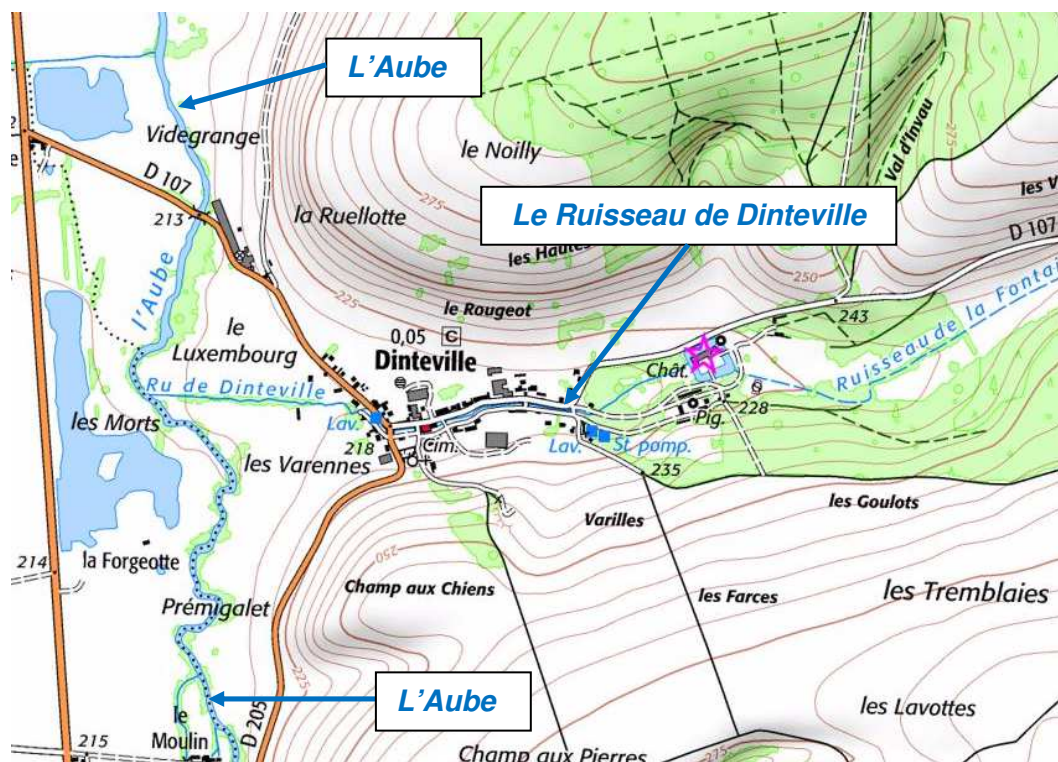 L'Aube
Videgrange
le Noilly
Val d'Invau
275
D 107
213
la Ruellotte
275
Le Ruisseau de Dinteville
les V
les Hautes
D 107
250
l'Aube
225
le Rougeot
243
Ruisseau de la Fontai
le
Luxembourg
0,05 C
Dinteville
Chât.
Ru de Dinteville
les Morts
Lav.
218
Cim.
Lav.
St. pomp.
Pig.
228
les Varennes
235
Varilles
les Goulots
250
214
la Forgeotte
Champ aux Chiens
les Farces
les Tremblaies
Prémigalet
225
L'Aube
D 205
les Lavottes
le
Moulin
215
Champ aux Pierres